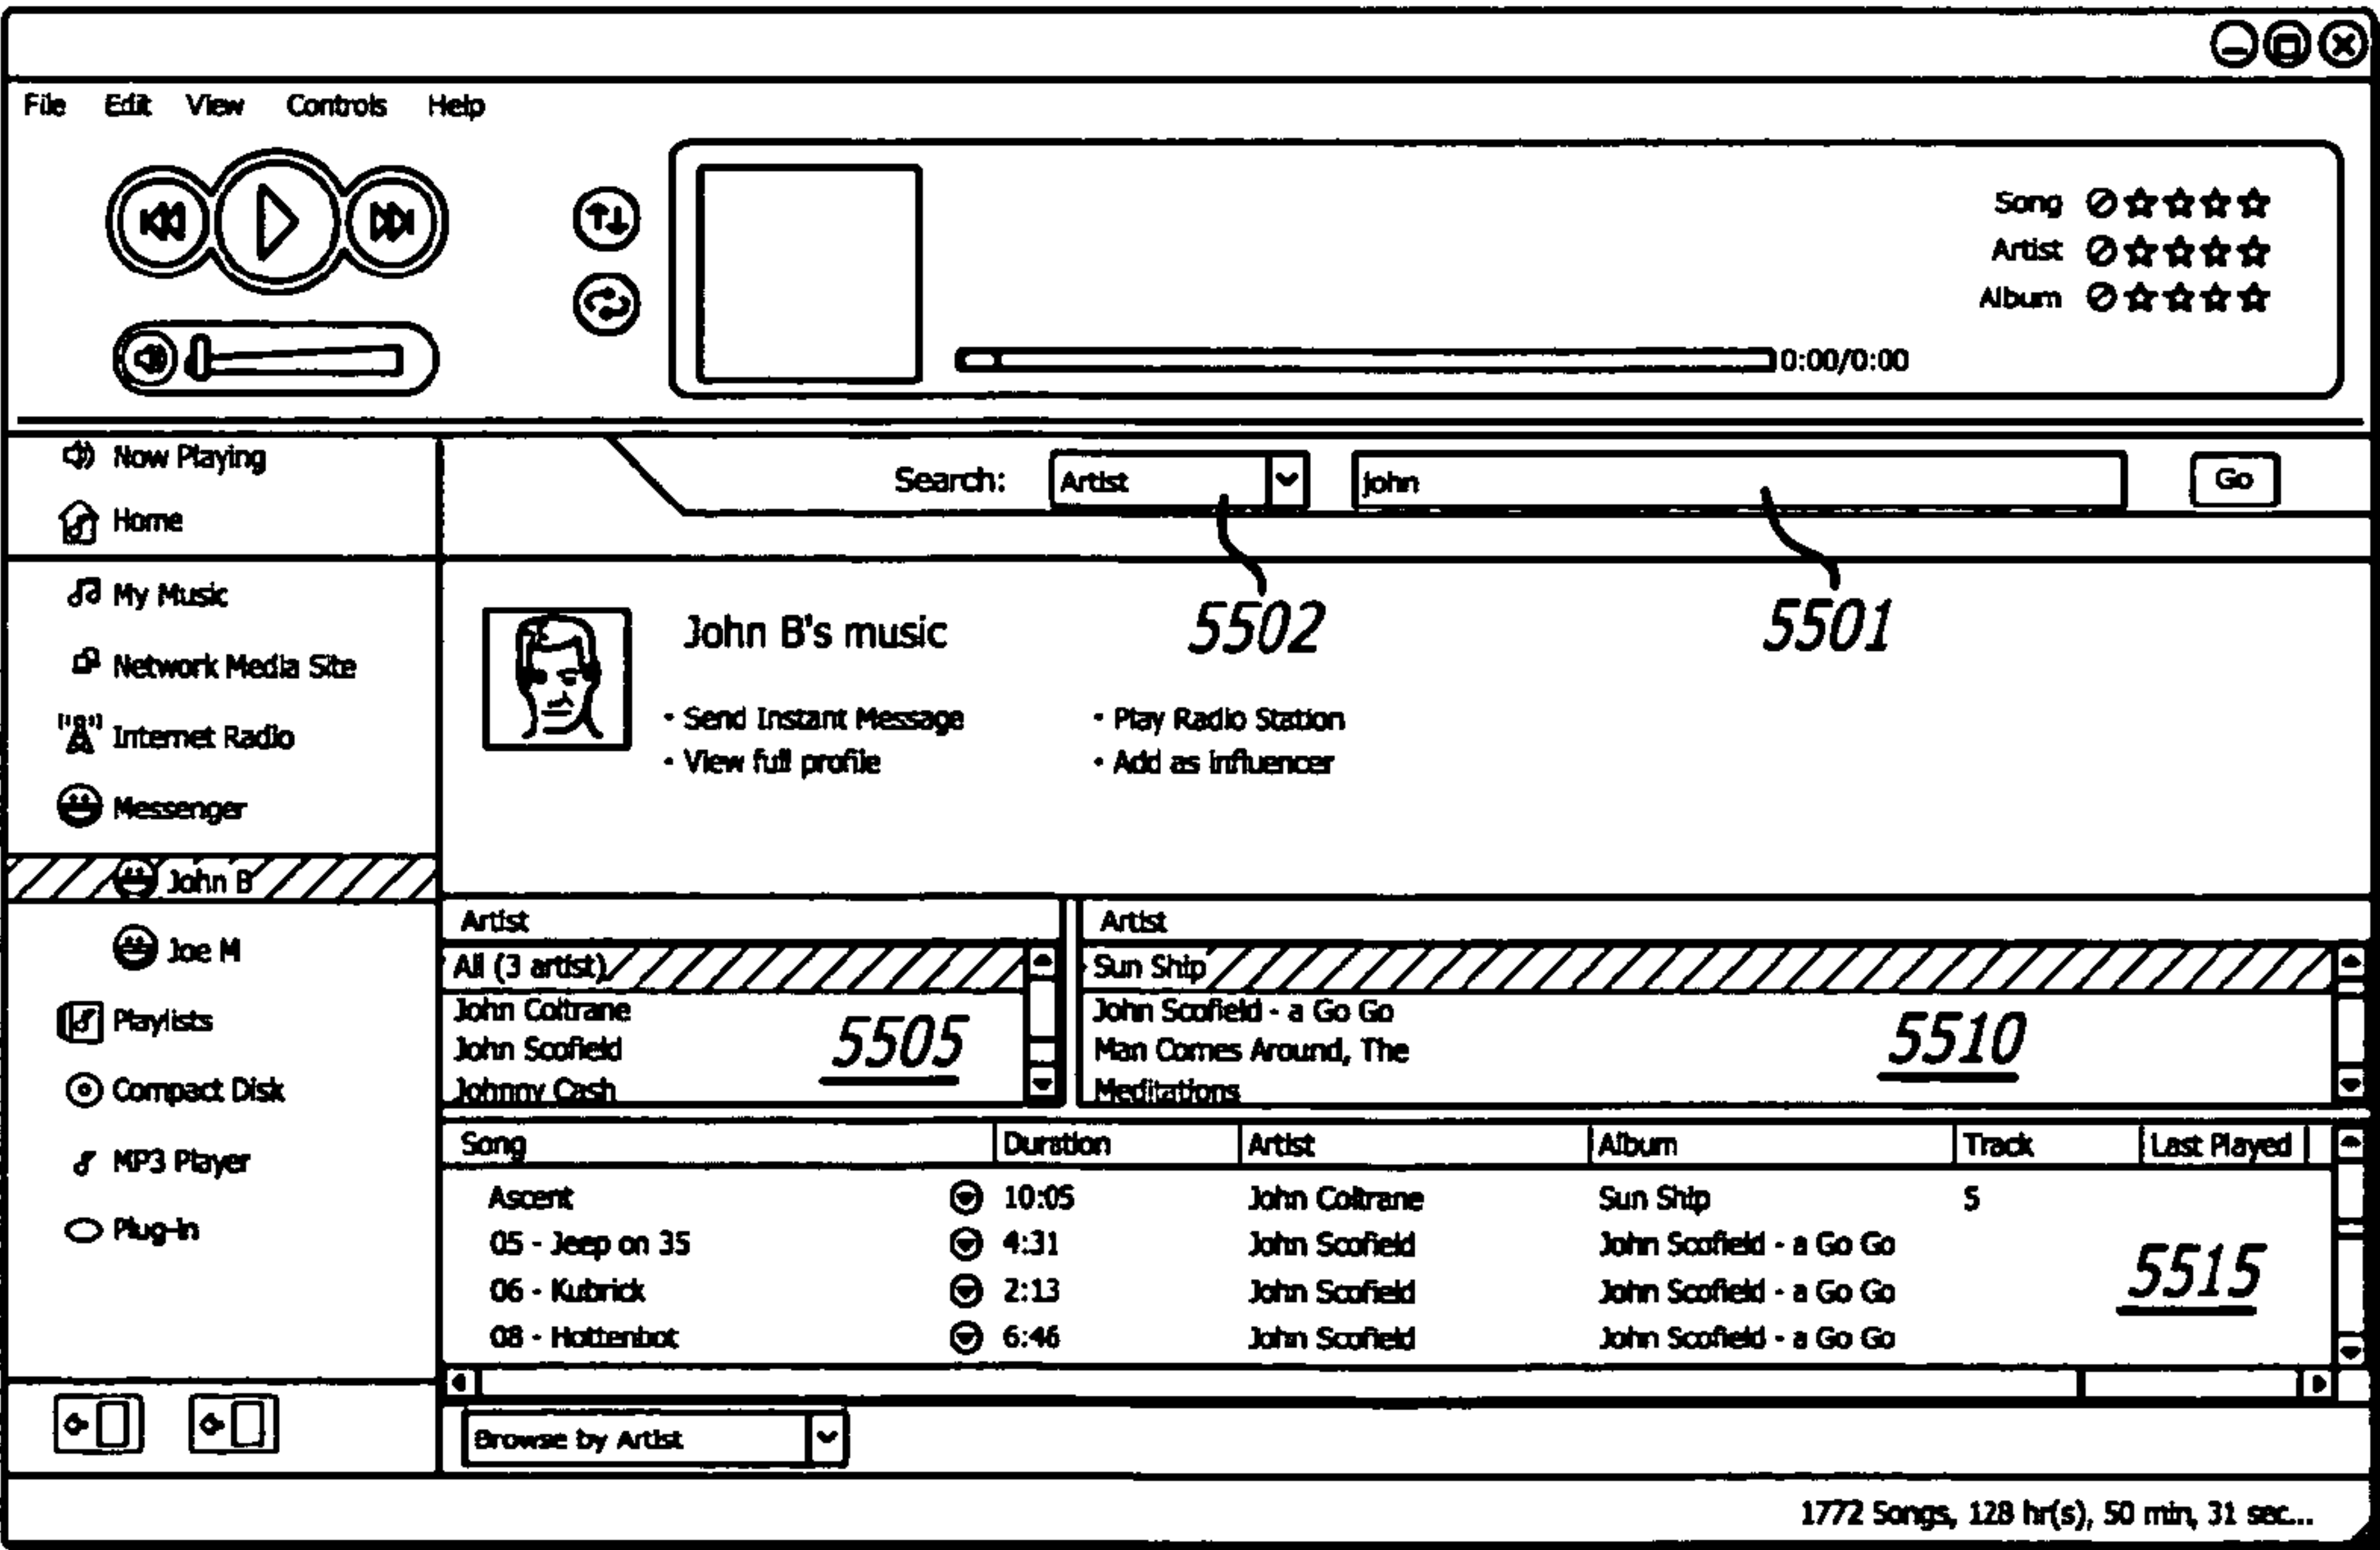 File Edit View Controls Help
Song
Artist
Album
0:00/0:00
Now Playing
Home
Search: Artist john Go
5502 5501
My Music
Network Media Site
Internet Radio
Messenger
John B
Joe M
Playlists
Compact Disk
MP3 Player
Plug-in
John B's music
· Send Instant Message · Play Radio Station
· View full profile · Add as influencer
Artist
All (3 artist)
John Coltrane
John Scofield
Johnny Cash
5505
Artist
Sun Ship
John Scofield - a Go Go
Man Comes Around, The
Meditations
5510
Song Duration Artist Album Track Last Played
Ascent 10:05 John Coltrane Sun Ship 5
05 - Jeep on 35 4:31 John Scofield John Scofield - a Go Go
06 - Kubrick 2:13 John Scofield John Scofield - a Go Go
08 - Hottentot 6:46 John Scofield John Scofield - a Go Go
5515
Browse by Artist
1772 Songs, 128 hr(s), 50 min, 31 sec...